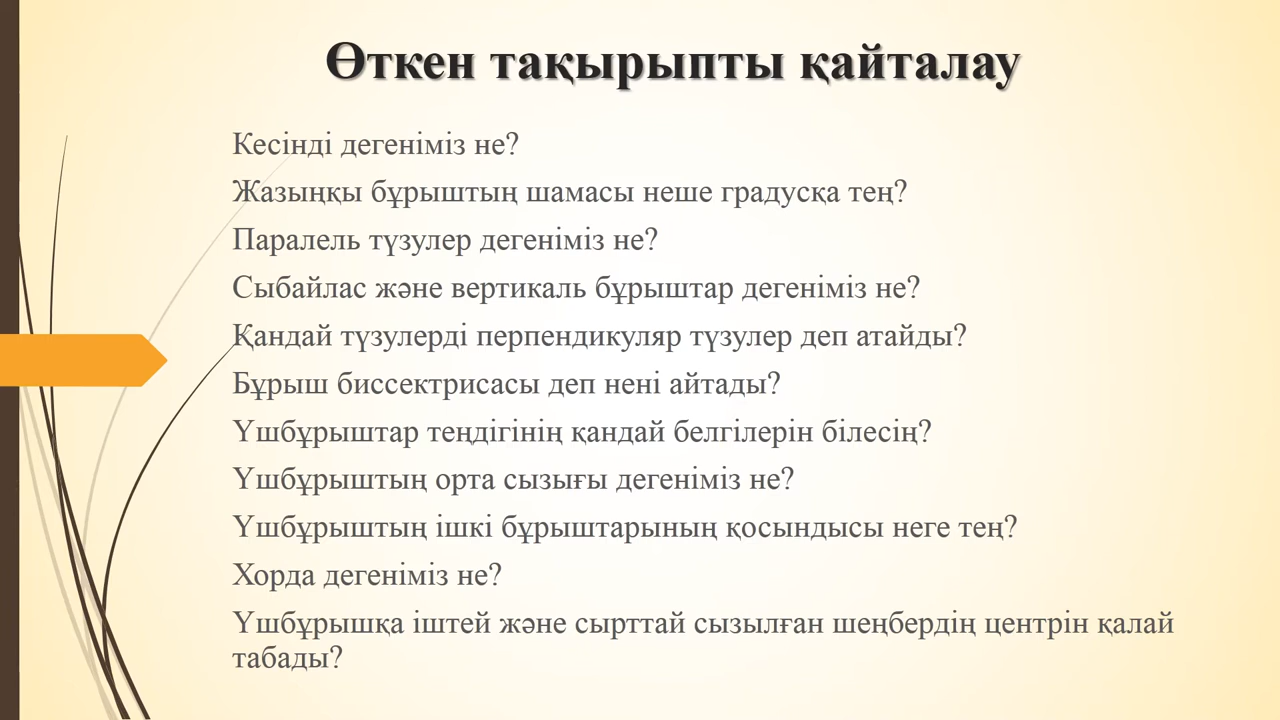 Өткен тақырыпты қайталау
Кесінді дегеніміз не?
Жазыңқы бұрыштың шамасы неше градусқа тең?
Паралель түзулер дегеніміз не?
Сыбайлас және вертикаль бұрыштар дегеніміз не?
Қандай түзулерді перпендикуляр түзулер деп атайды?
Бұрыш биссектрисасы деп нені айтады?
Үшбұрыштар теңдігінің қандай белгілерін білесің?
Үшбұрыштың орта сызығы дегеніміз не?
Үшбұрыштың ішкі бұрыштарының қосындысы неге тең?
Хорда дегеніміз не?
Үшбұрышқа іштей және сырттай сызылған шеңбердің центрін қалай
табады?